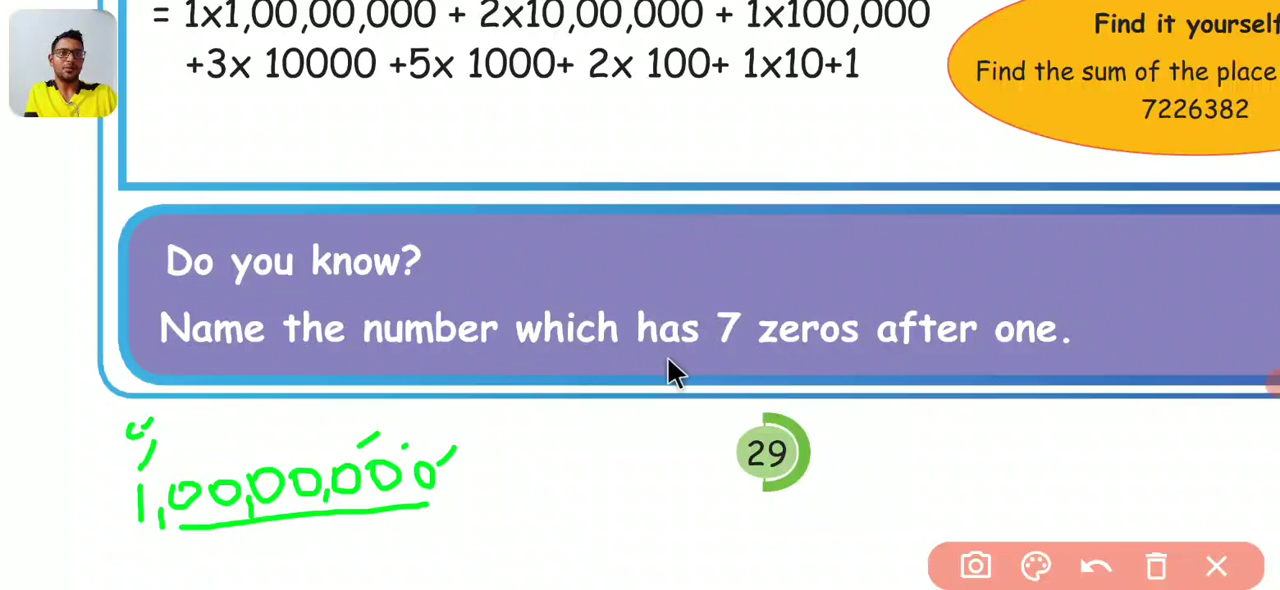 = 1x1,00,00,000 + 2x10,00,000 + 1x100,000
+3x 10000 +5x 1000+ 2x 100+ 1x10+1
Find it yourself
Find the sum of the place
7226382
Do you know?
Name the number which has 7 zeros after one.
1,00,00,000
29